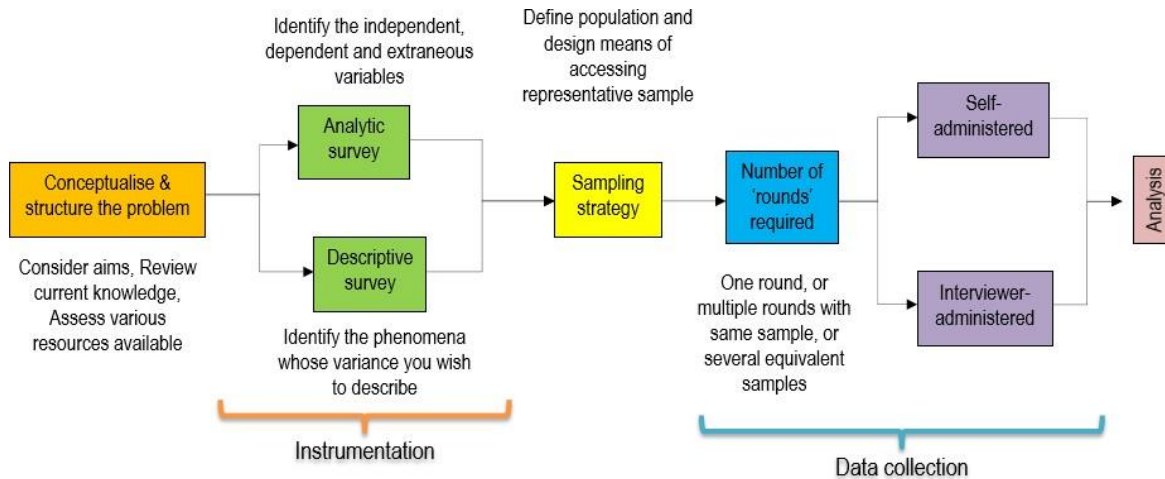 Conceptualise &
structure the problem
Consider aims, Review
current knowledge,
Assess various
resources available
Identify the independent,
dependent and extraneous
variables
Analytic
survey
Descriptive
survey
Identify the phenomena
whose variance you wish
to describe
Instrumentation
Define population and
design means of
accessing
representative sample
Sampling
strategy
Number of
‘rounds’
required
One round, or
multiple rounds with
same sample, or
several equivalent
samples
Self-
administered
Interviewer-
administered
Data collection
Analysis